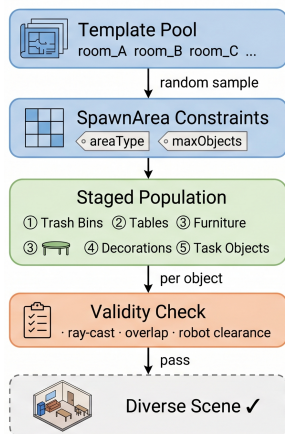 Template Pool
room_A room_B room_C ...
random sample
SpawnArea Constraints
areaType maxObjects
Staged Population
① Trash Bins ② Tables ③ Furniture
③ ④ Decorations ⑤ Task Objects
per object
Validity Check
· ray-cast · overlap · robot clearance
pass
Diverse Scene ✓